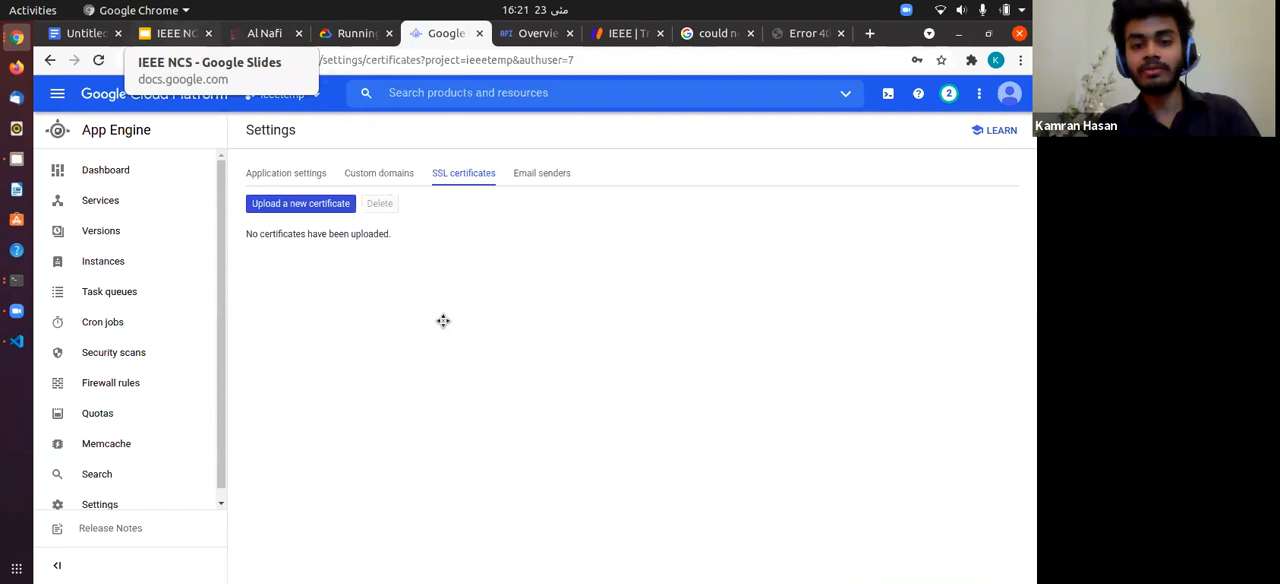 Activities
Google Chrome
16:21 23 مئی
Untitlec
IEEE NC
Al Nafi
Running
Google
Overvie
IEEE | Tr
could n
Error 40
IEEE NCS - Google Slides
docs.google.com
/settings/certificates?project=ieeetemp&authuser=7
K
Search products and resources
2
App Engine
Settings
LEARN
Dashboard
Services
Versions
Instances
Task queues
Cron jobs
Security scans
Firewall rules
Quotas
Memcache
Search
Settings
Release Notes
Application settings
Custom domains
SSL certificates
Email senders
Upload a new certificate
Delete
No certificates have been uploaded.
Kamran Hasan